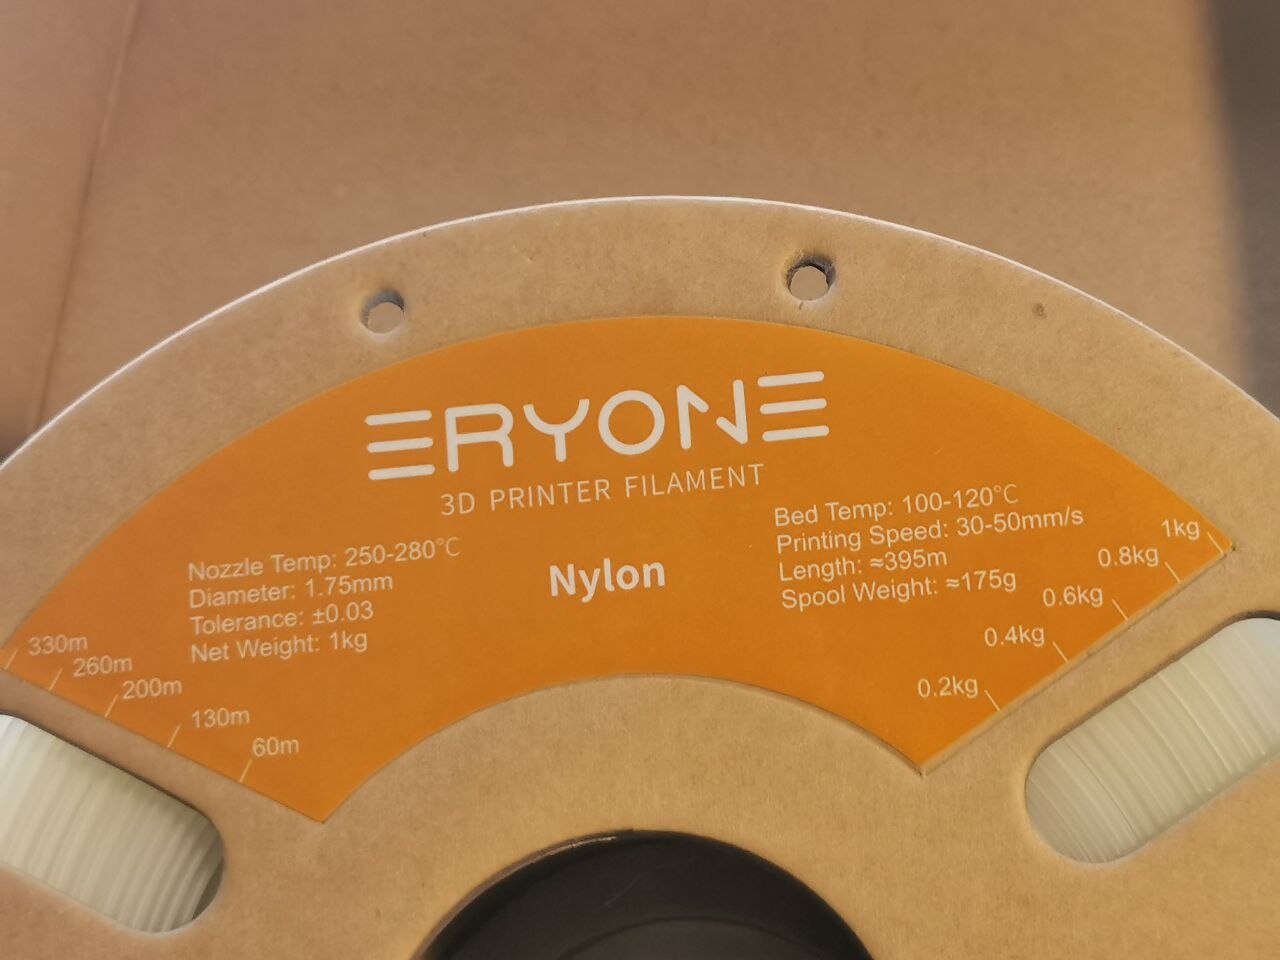 ERYONE
3D PRINTER FILAMENT
Nozzle Temp: 250-280℃
Diameter: 1.75mm
Tolerance: ±0.03
Net Weight: 1kg
Nylon
Bed Temp: 100-120℃
Printing Speed: 30-50mm/s
Length: ≈395m
Spool Weight: ≈175g
330m
260m
200m
130m
60m
1kg
0.8kg
0.6kg
0.4kg
0.2kg